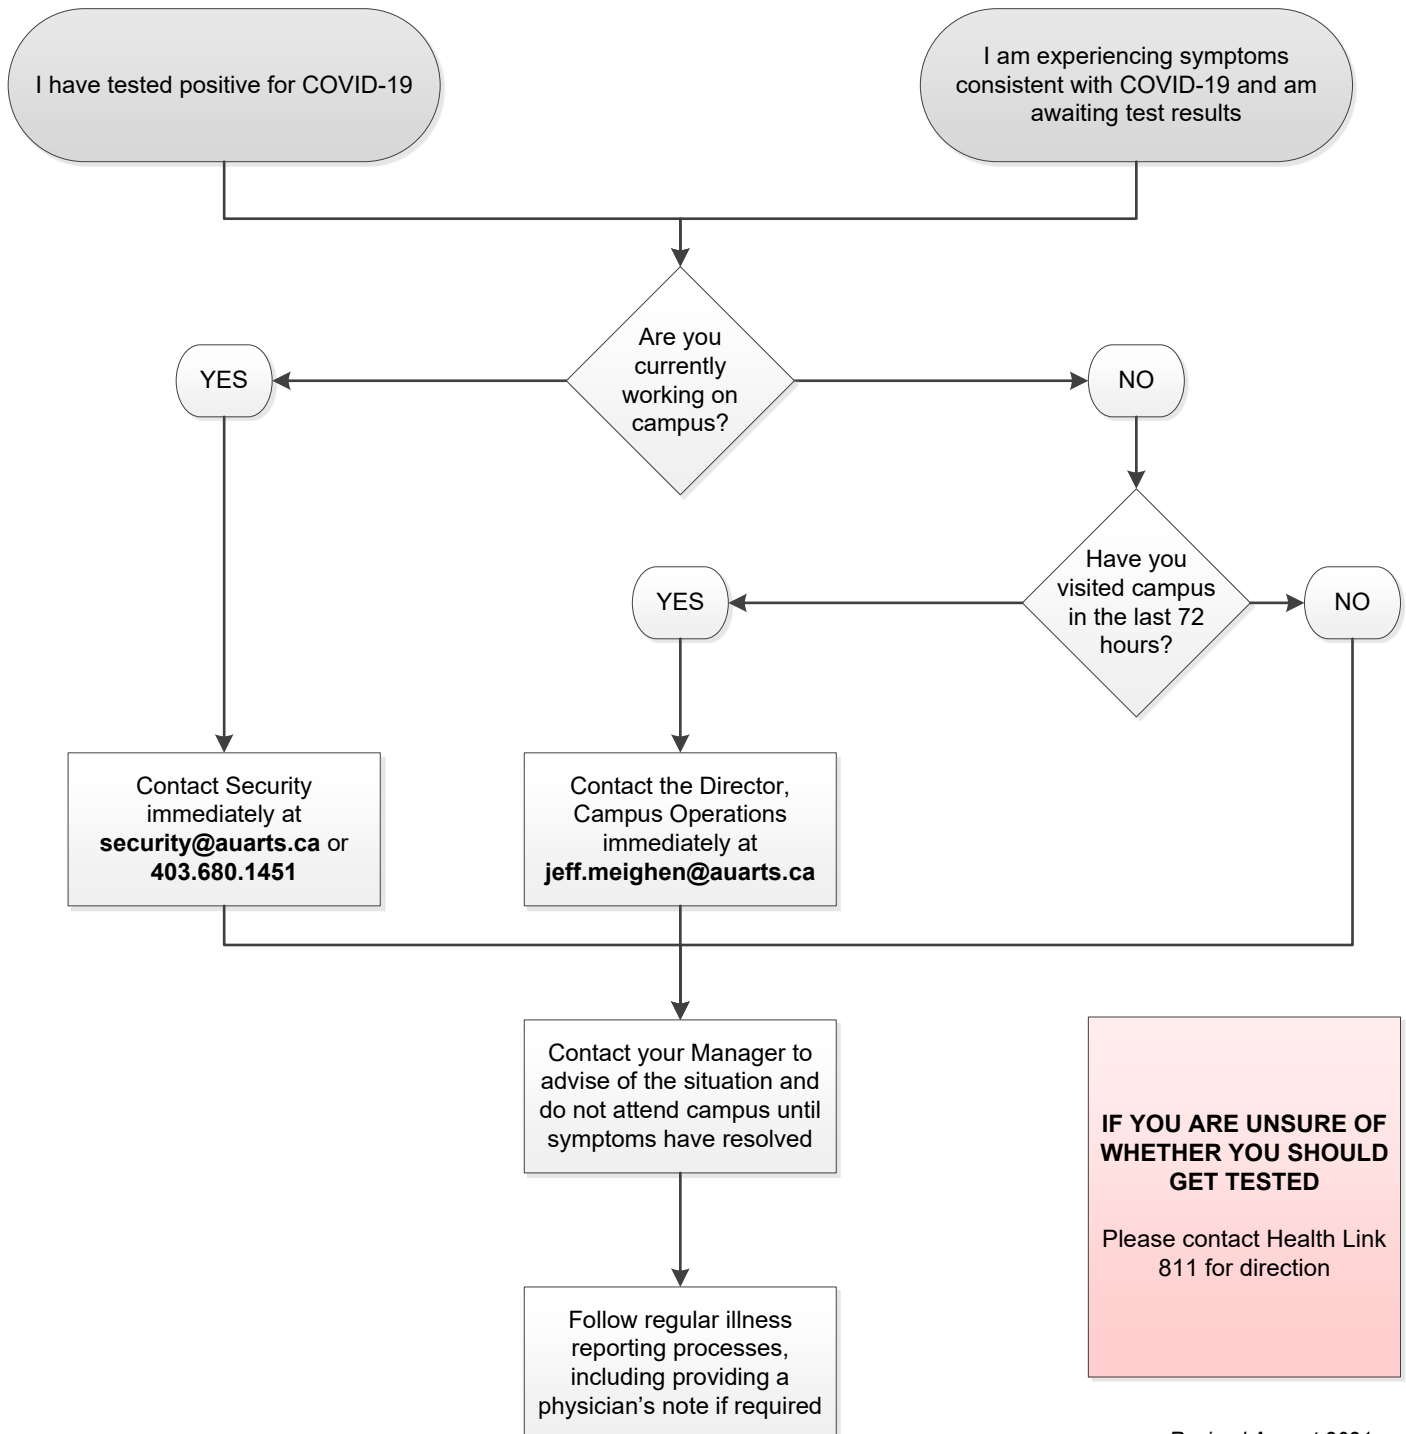 I have tested positive for COVID-19
I am experiencing symptoms
consistent with COVID-19 and am
awaiting test results
Are you
currently
working on
campus?
YES
NO
Have you
visited campus
in the last 72
hours?
YES
NO
Contact Security
immediately at
security@auarts.ca or
403.680.1451
Contact the Director,
Campus Operations
immediately at
jeff.meighen@auarts.ca
Contact your Manager to
advise of the situation and
do not attend campus until
symptoms have resolved
IF YOU ARE UNSURE OF
WHETHER YOU SHOULD
GET TESTED
Please contact Health Link
811 for direction
Follow regular illness
reporting processes,
including providing a
physician's note if required